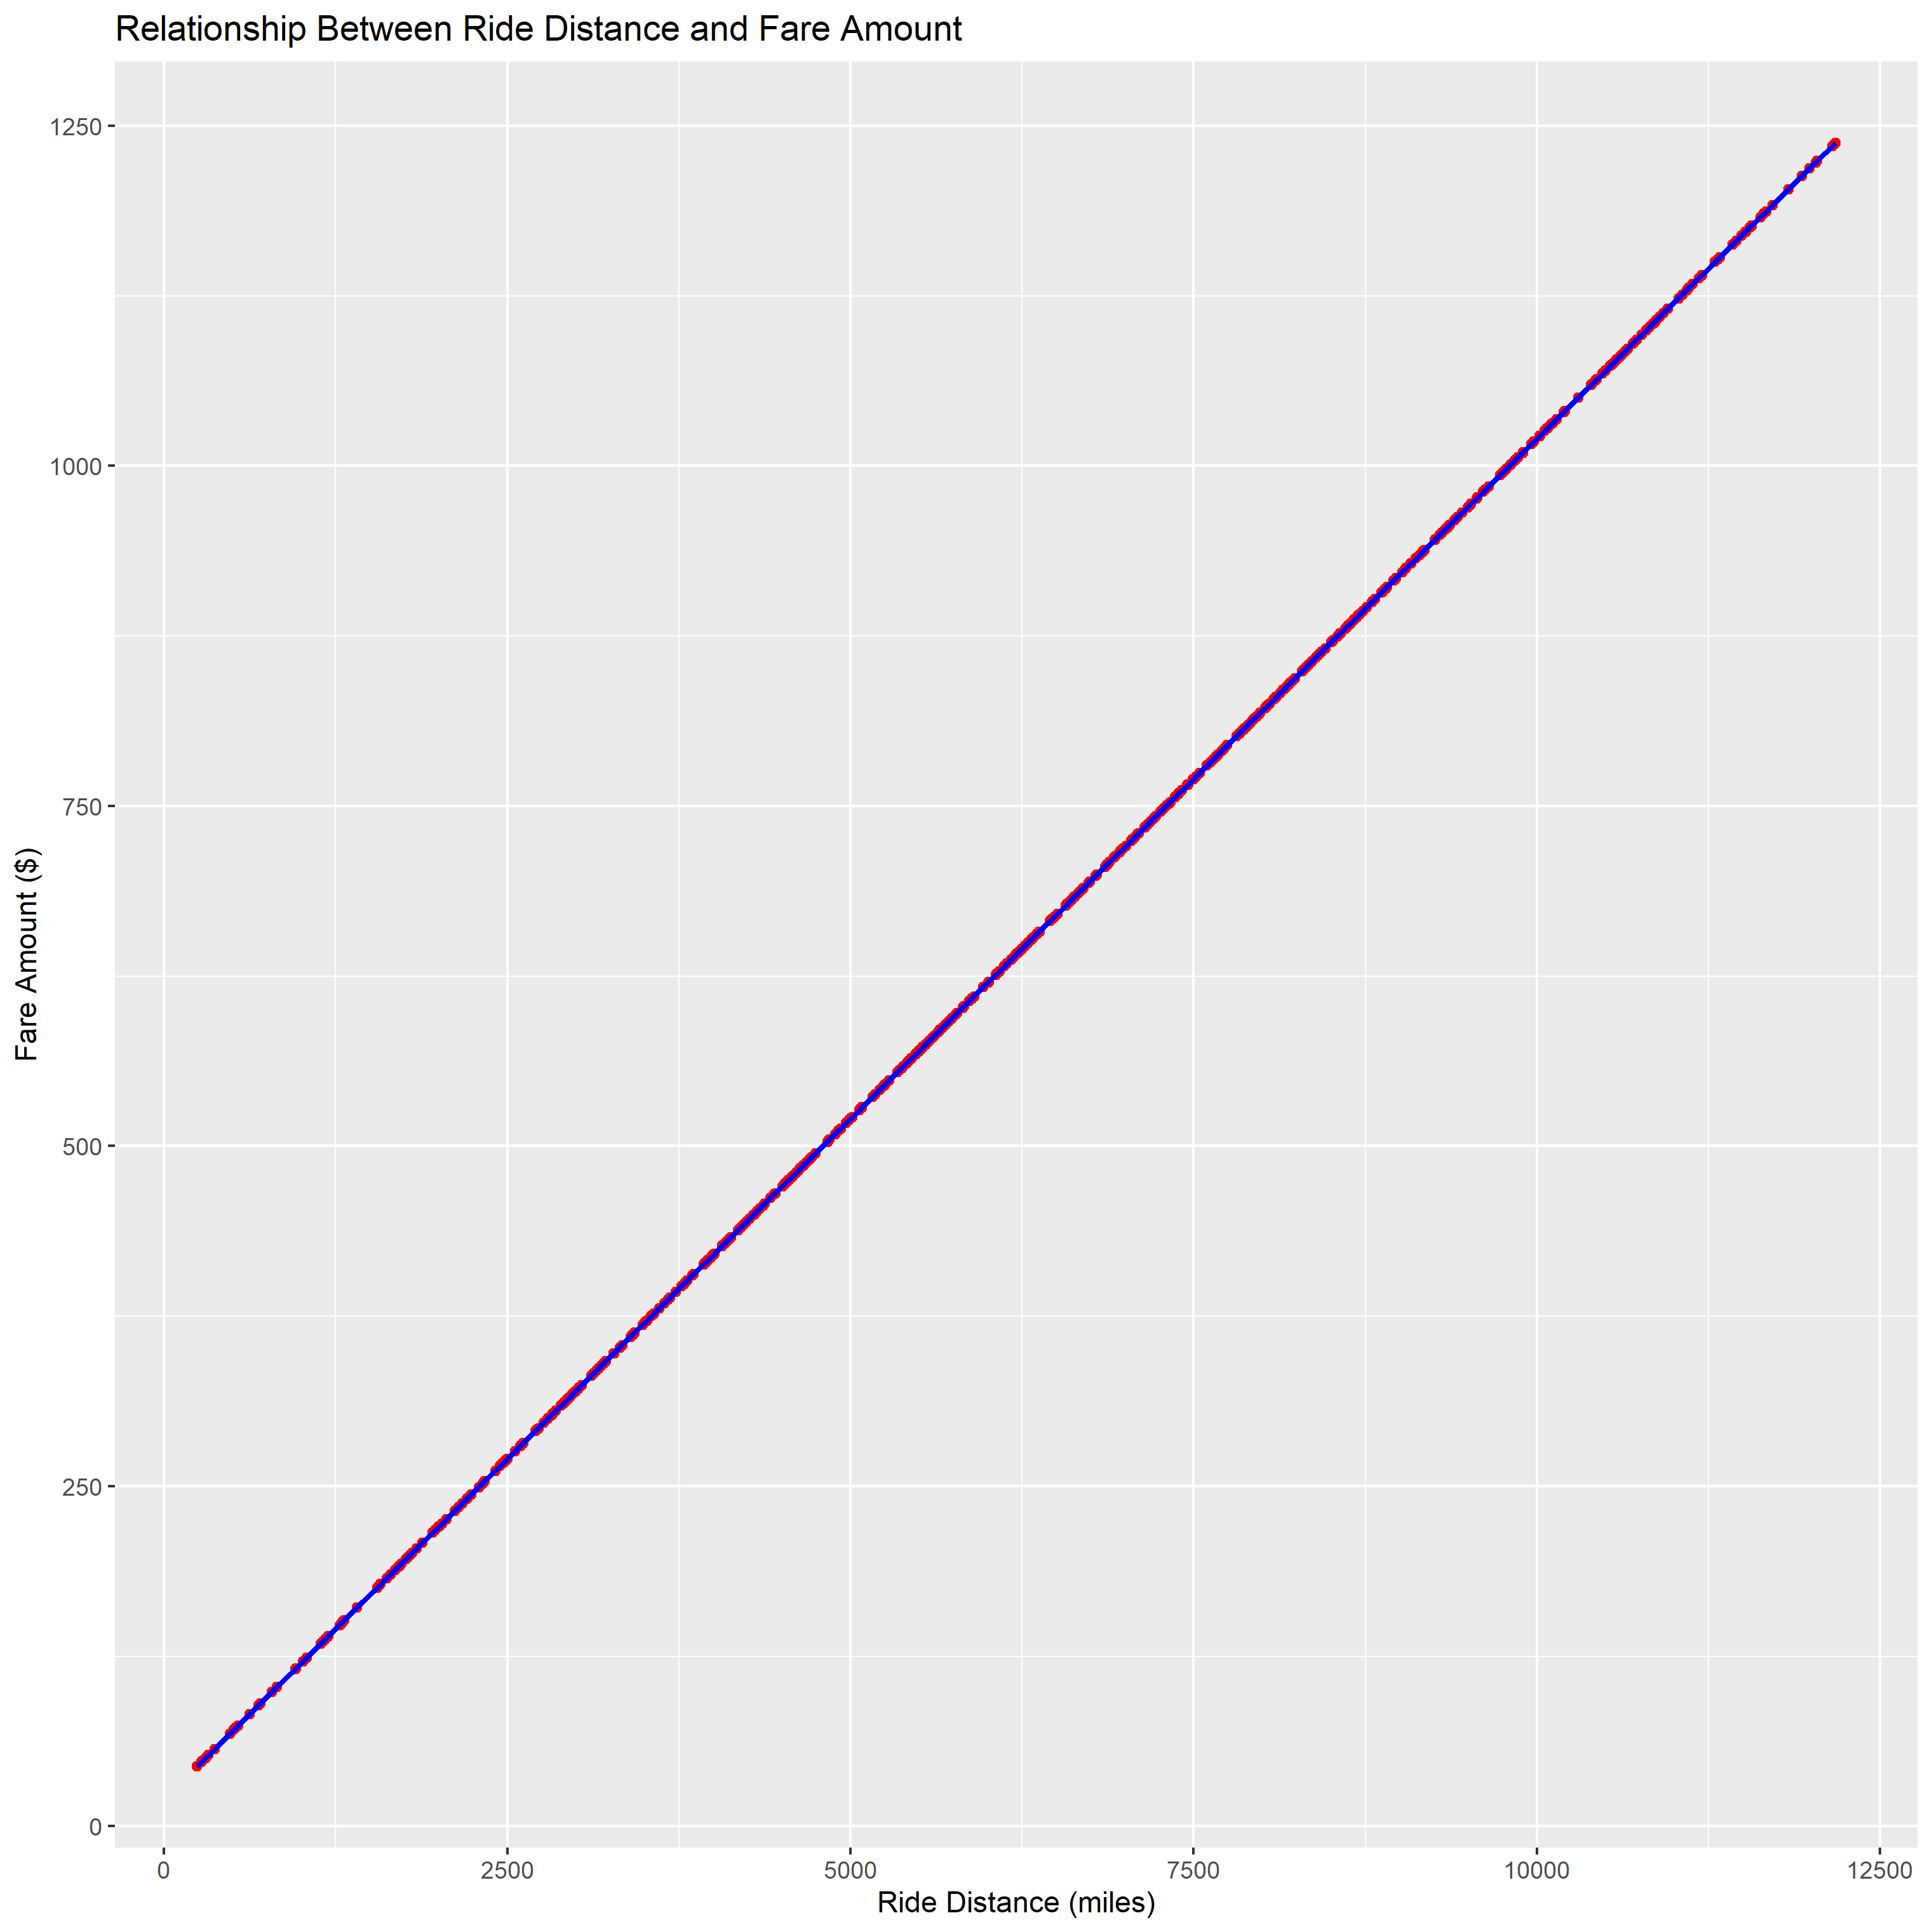 Relationship Between Ride Distance and Fare Amount
1250
1000
750
500
250
0
Fare Amount ($)
0 2500 5000 7500 10000 12500
Ride Distance (miles)